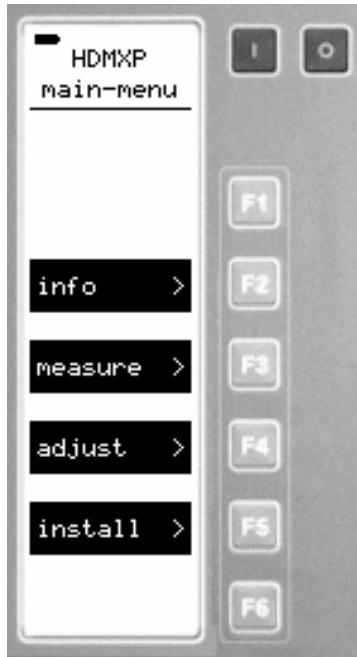 HDMXP
main-menu
I
O
F1
info >
F2
measure >
F3
adjust >
F4
install >
F5
F6